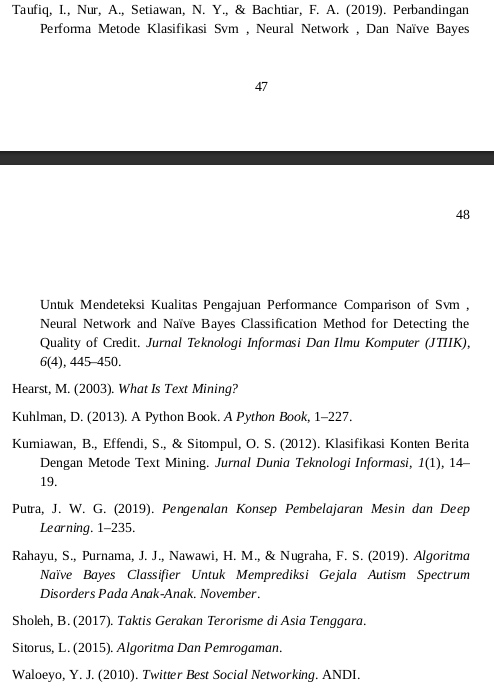 Taufiq, I., Nur, A., Setiawan, N. Y., & Bachtiar, F. A. (2019). Perbandingan
Performa Metode Klasifikasi Svm , Neural Network , Dan Naïve Bayes
47
48
Untuk Mendeteksi Kualitas Pengajuan Performance Comparison of Svm ,
Neural Network and Naïve Bayes Classification Method for Detecting the
Quality of Credit. Jurnal Teknologi Informasi Dan Ilmu Komputer (JTIIK),
6(4), 445–450.
Hearst, M. (2003). What Is Text Mining?
Kuhlman, D. (2013). A Python Book. A Python Book, 1–227.
Kurniawan, B., Effendi, S., & Sitompul, O. S. (2012). Klasifikasi Konten Berita
Dengan Metode Text Mining. Jurnal Dunia Teknologi Informasi, 1(1), 14–
19.
Putra, J. W. G. (2019). Pengenalan Konsep Pembelajaran Mesin dan Deep
Learning. 1–235.
Rahayu, S., Purnama, J. J., Nawawi, H. M., & Nugraha, F. S. (2019). Algoritma
Naïve Bayes Classifier Untuk Memprediksi Gejala Autism Spectrum
Disorders Pada Anak-Anak. November.
Sholeh, B. (2017). Taktis Gerakan Terorisme di Asia Tenggara.
Sitorus, L. (2015). Algoritma Dan Pemrogaman.
Waloeyo, Y. J. (2010). Twitter Best Social Networking. ANDI.